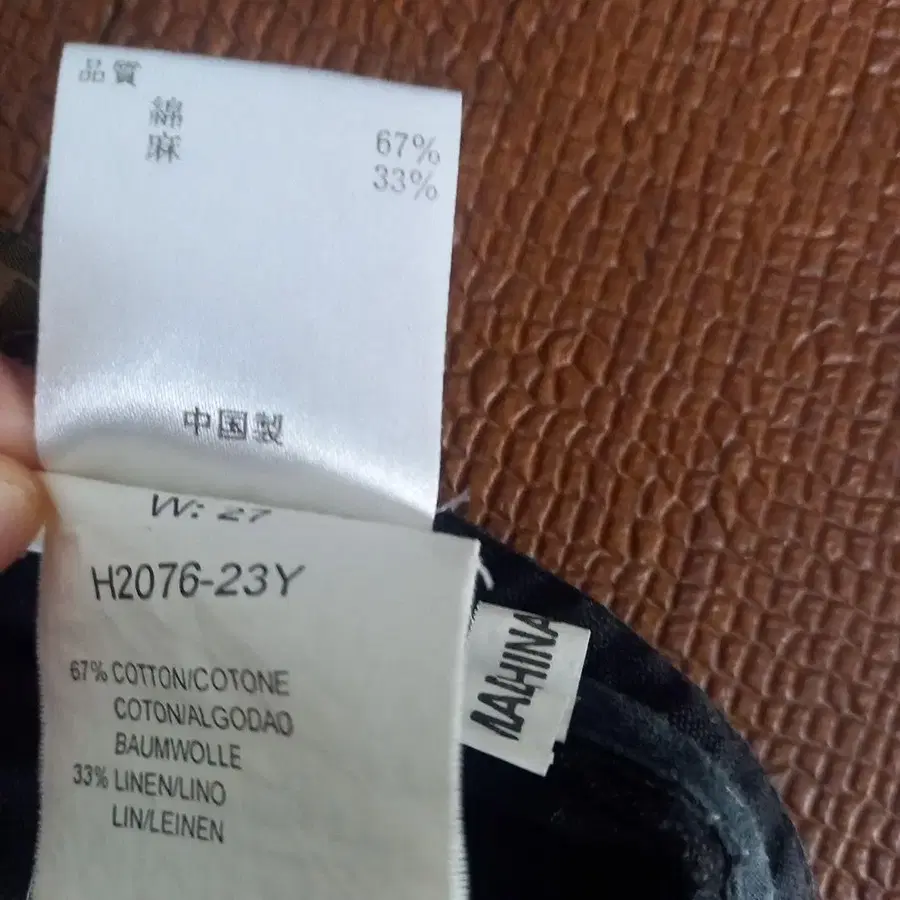 品質
綿 67%
麻 33%
中国製
W: 27
H2076-23Y
67% COTTON/COTONE
COTON/ALGODAO
BAUMWOLLE
33% LINEN/LINO
LIN/LEINEN